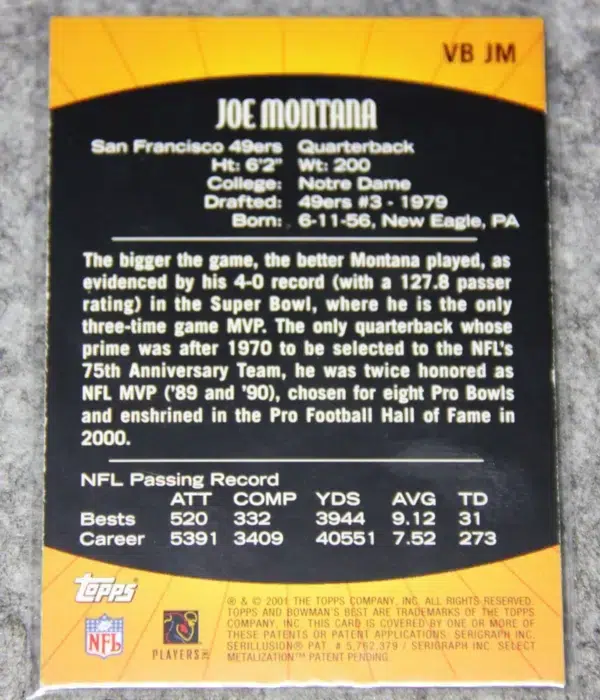 VB JM
JOE MONTANA
San Francisco 49ers Quarterback
Ht: 6'2" Wt: 200
College: Notre Dame
Drafted: 49ers #3 - 1979
Born: 6-11-56, New Eagle, PA
The bigger the game, the better Montana played, as
evidenced by his 4-0 record (with a 127.8 passer
rating) in the Super Bowl, where he is the only
three-time game MVP. The only quarterback whose
prime was after 1970 to be selected to the NFL's
75th Anniversary Team, he was twice honored as
NFL MVP ('89 and '90), chosen for eight Pro Bowls
and enshrined in the Pro Football Hall of Fame in
2000.
NFL Passing Record
ATT COMP YDS AVG TD
Bests 520 332 3944 9.12 31
Career 5391 3409 40551 7.52 273
Topps
® & © 2001 THE TOPPS COMPANY, INC. ALL RIGHTS RESERVED.
TOPPS AND BOWMAN'S BEST ARE TRADEMARKS OF THE TOPPS
COMPANY, INC. THIS CARD IS COVERED BY ONE OR MORE OF
THESE PATENTS OR PATENT APPLICATIONS. SERIGRAPH INC.
SERILLUSION® PAT. # 5,762,379 / SERIGRAPH INC. SELECT
METALIZATION™ PATENT PENDING.
NFL
PLAYERS INC